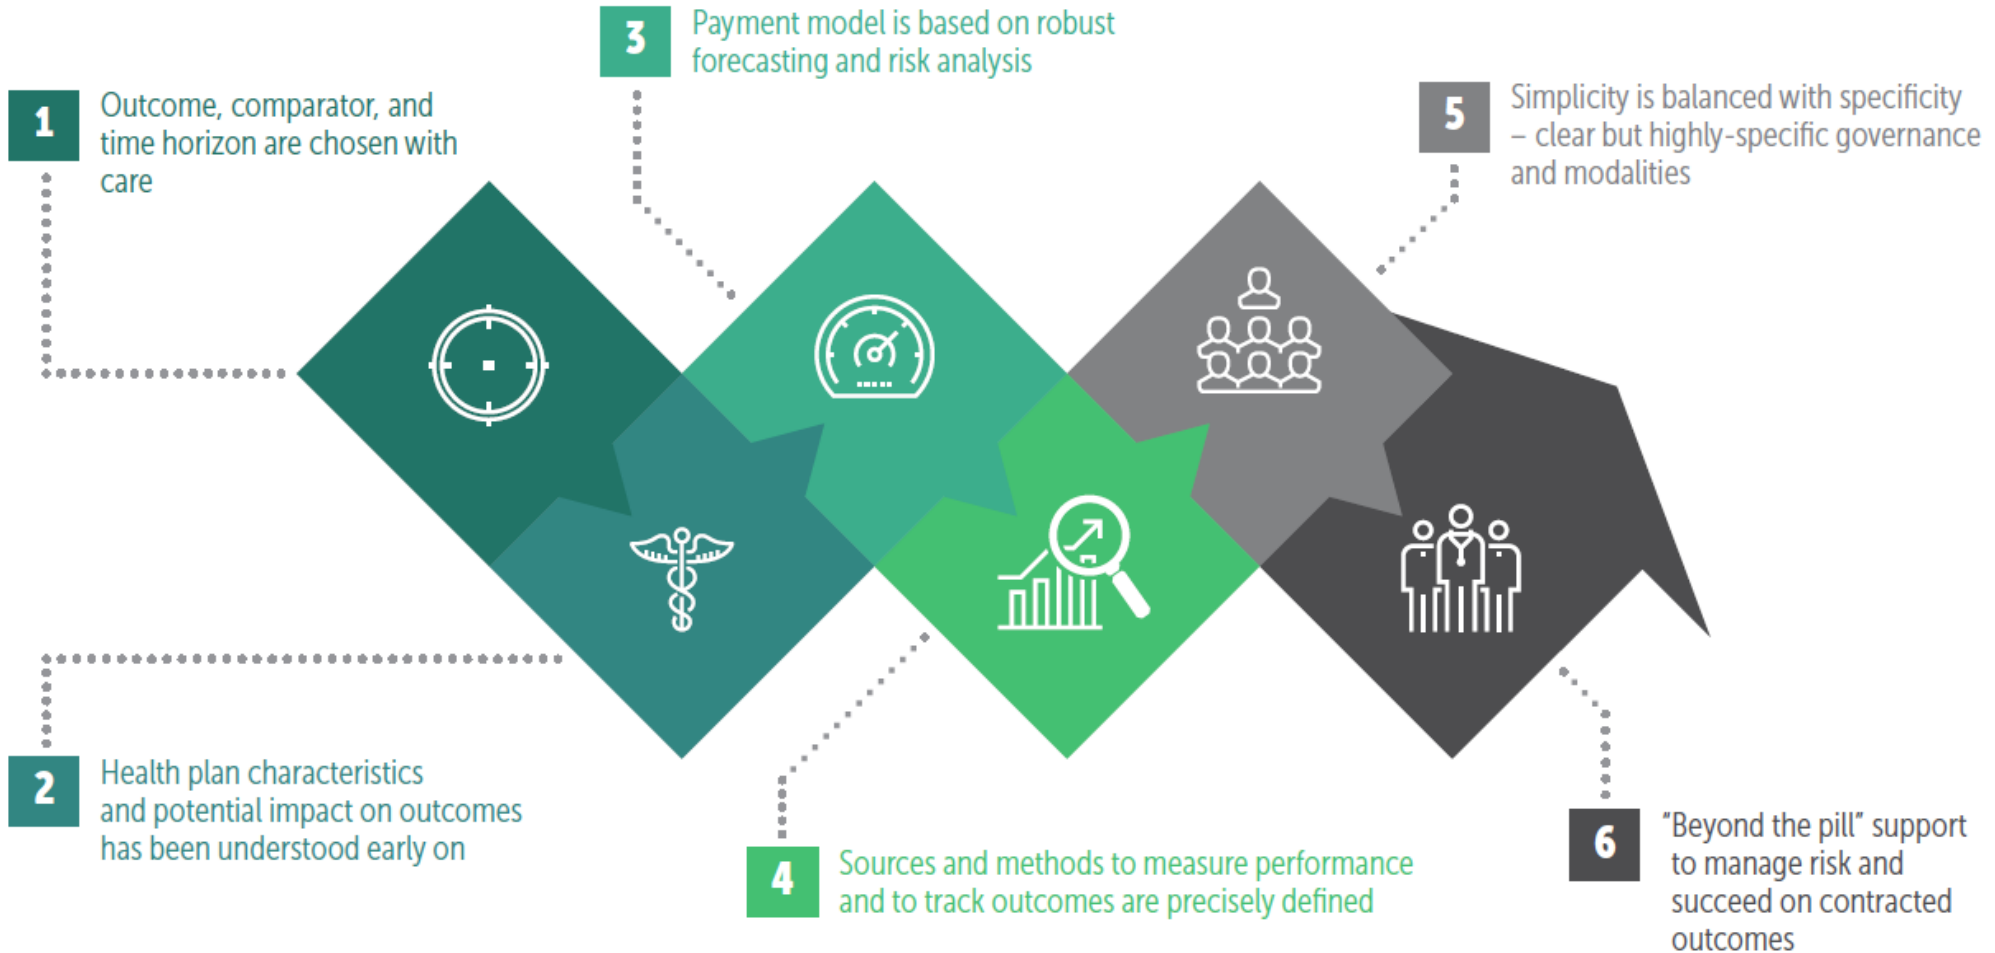 1
Outcome, comparator, and
time horizon are chosen with
care
2
Health plan characteristics
and potential impact on outcomes
has been understood early on
3
Payment model is based on robust
forecasting and risk analysis
4
Sources and methods to measure performance
and to track outcomes are precisely defined
5
Simplicity is balanced with specificity
– clear but highly-specific governance
and modalities
6
"Beyond the pill" support
to manage risk and
succeed on contracted
outcomes